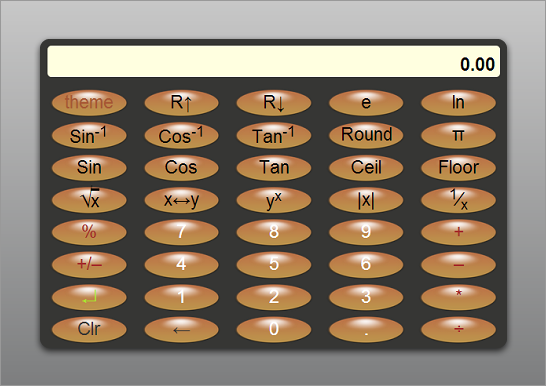 0.00
theme R↑ R↓ e ln
Sin⁻¹ Cos⁻¹ Tan⁻¹ Round π
Sin Cos Tan Ceil Floor
√x x↔y yˣ |x| ¹⁄ₓ
% 7 8 9 +
+/− 4 5 6 −
↵ 1 2 3 *
Clr ← 0 . ÷